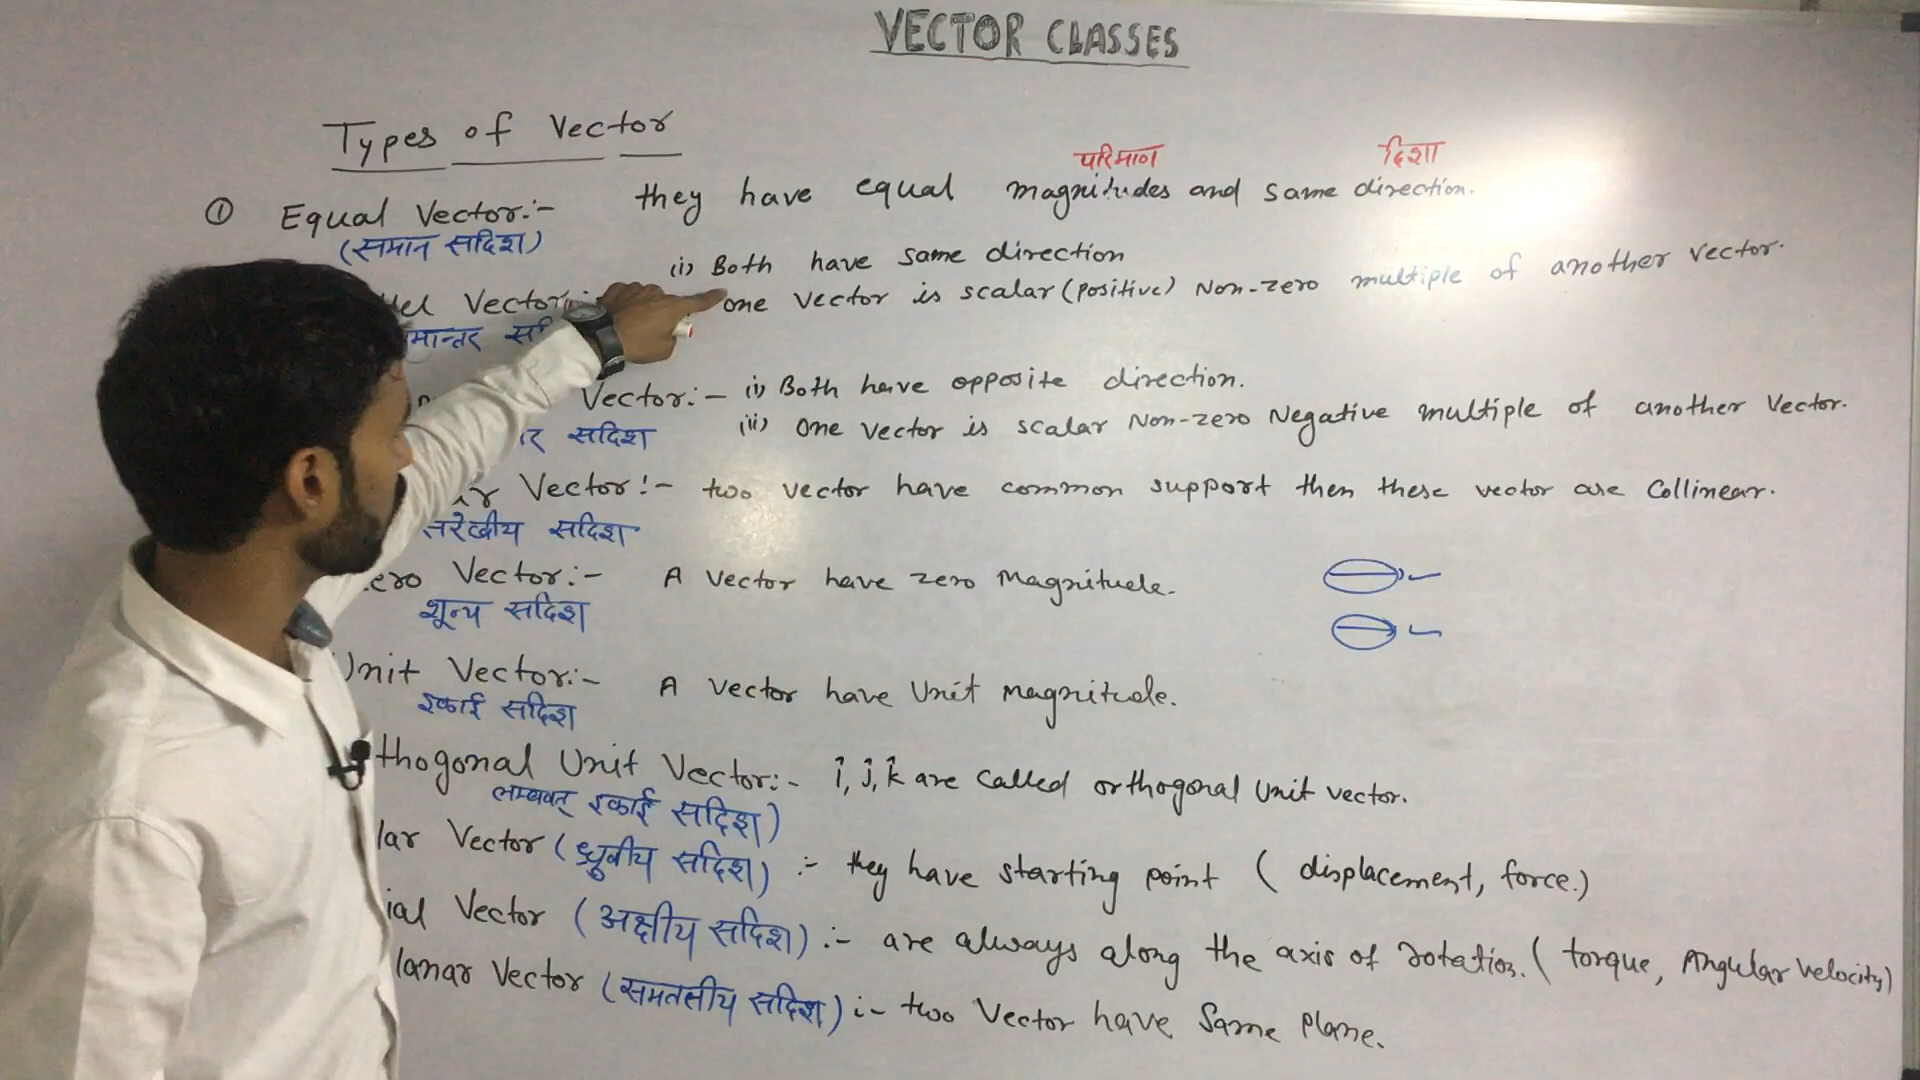 VECTOR CLASSES
Types of Vector
परिमाण दिशा
① Equal Vector:- they have equal magnitudes and same direction.
(समान सदिश)
(i) Both have same direction
Vector:
one vector is scalar (positive) Non-zero multiple of another vector.
सदिश
Vector:- (i) Both have opposite direction.
सदिश (ii) one vector is scalar Non-zero Negative multiple of another vector.
Vector:- two vector have common support then these vector are collinear.
सदिश
Vector:- A vector have zero Magnitude.
शून्य सदिश
Unit Vector:- A vector have Unit magnitude.
इकाई सदिश
thogonal Unit Vector:- î, ĵ, k̂ are called orthogonal unit vector.
लम्बवत् इकाई सदिश)
lar Vector (ध्रुवीय सदिश) :- they have starting point ( displacement, force.)
ial Vector (अक्षीय सदिश) :- are always along the axis of rotation. ( torque, Angular velocity)
lanar Vector (समतलीय सदिश) :- two Vector have same plane.